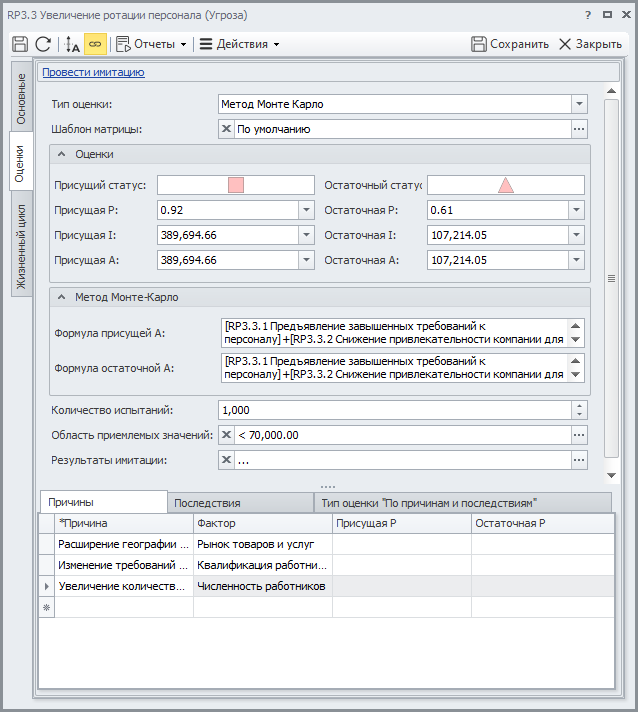 RP3.3 Увеличение ротации персонала (Угроза)
Отчеты Действия Сохранить Закрыть
Основные
Оценки
Жизненный цикл
Провести имитацию
Тип оценки: Метод Монте Карло
Шаблон матрицы: По умолчанию
Оценки
Присущий статус: Остаточный статус
Присущая P: 0.92 Остаточная P: 0.61
Присущая I: 389,694.66 Остаточная I: 107,214.05
Присущая A: 389,694.66 Остаточная A: 107,214.05
Метод Монте-Карло
Формула присущей A: [RP3.3.1 Предъявление завышенных требований к
персоналу]+[RP3.3.2 Снижение привлекательности компании для
Формула остаточной A: [RP3.3.1 Предъявление завышенных требований к
персоналу]+[RP3.3.2 Снижение привлекательности компании для
Количество испытаний: 1,000
Область приемлемых значений: < 70,000.00
Результаты имитации: ...
Причины Последствия Тип оценки "По причинам и последствиям"
*Причина Фактор Присущая P Остаточная P
Расширение географии ... Рынок товаров и услуг
Изменение требований ... Квалификация работни...
Увеличение количеств... Численность работников